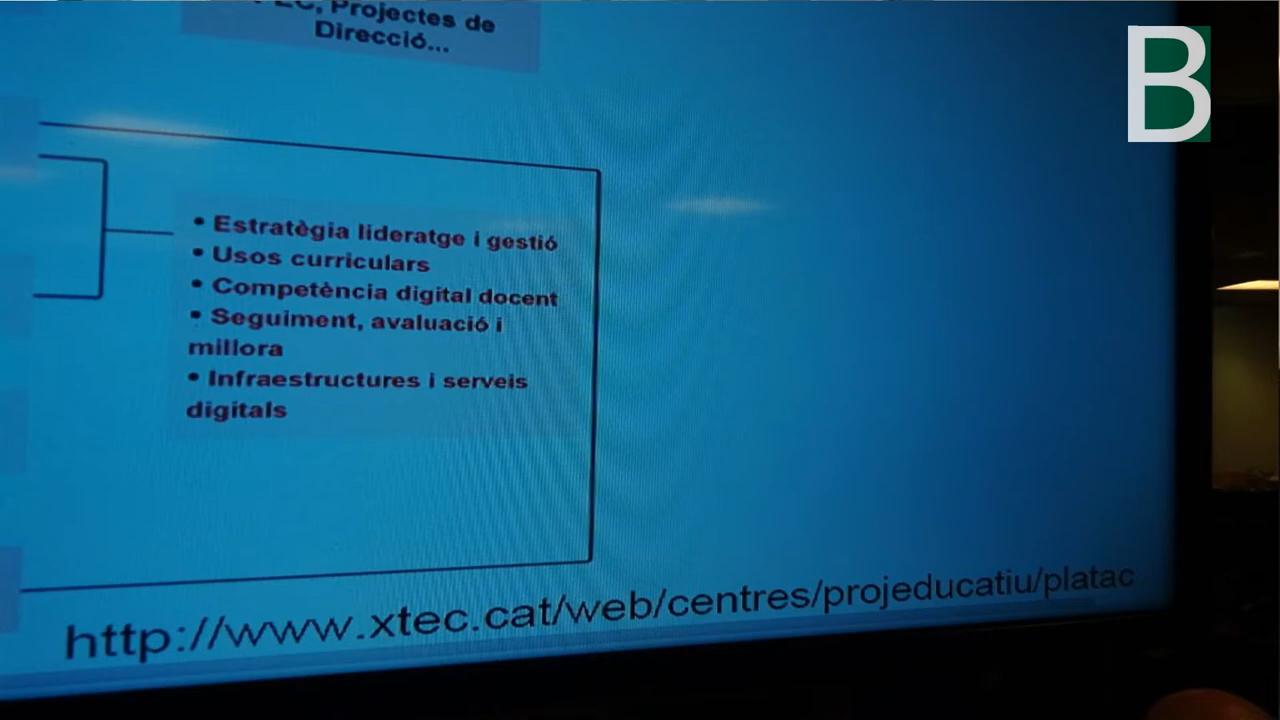 Projectes de
Direcció...
B
• Estratègia lideratge i gestió
• Usos curriculars
• Competència digital docent
• Seguiment, avaluació i
millora
• Infraestructures i serveis
digitals
http://www.xtec.cat/web/centres/projeducatiu/platac